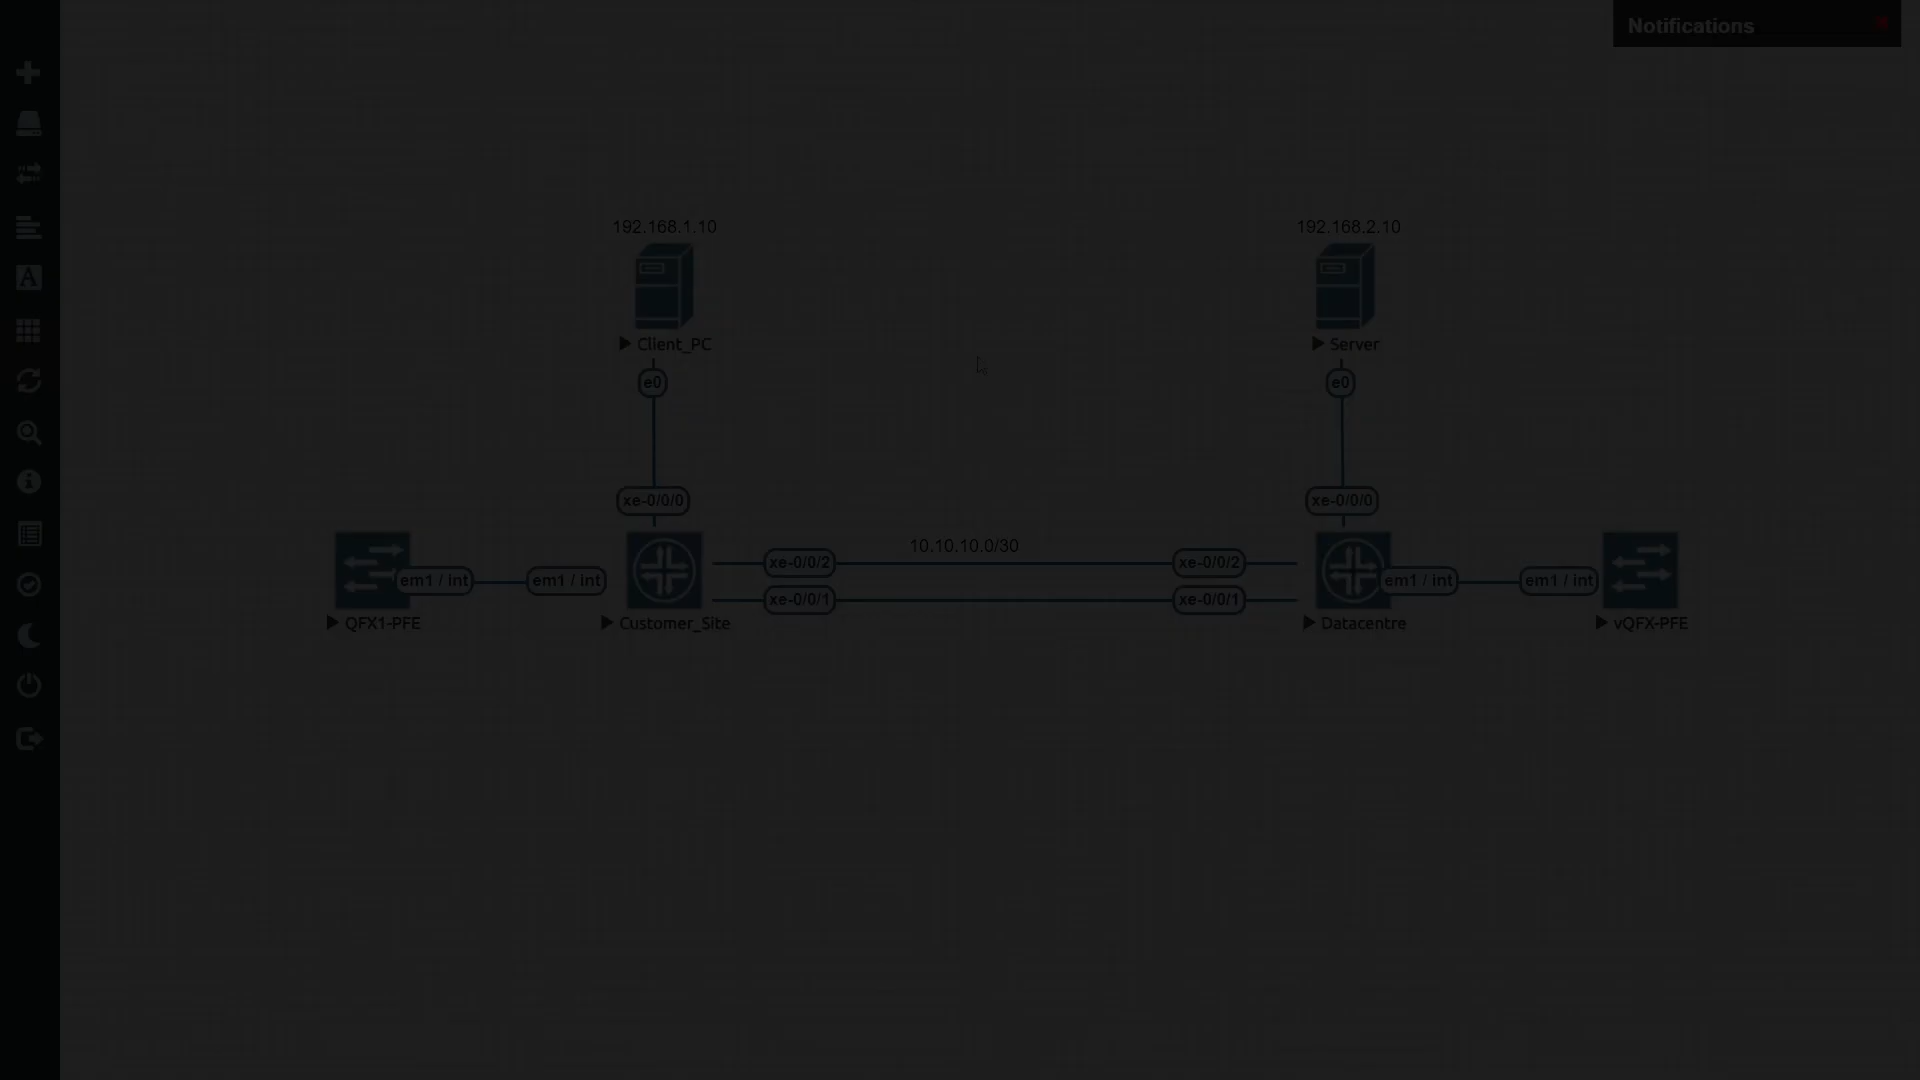 Notifications
192.168.1.10
192.168.2.10
Client_PC
Server
e0
e0
xe-0/0/0
xe-0/0/0
10.10.10.0/30
xe-0/0/2
xe-0/0/2
em1 / int
em1 / int
em1 / int
em1 / int
xe-0/0/1
xe-0/0/1
QFX1-PFE
Customer_Site
Datacentre
vQFX-PFE